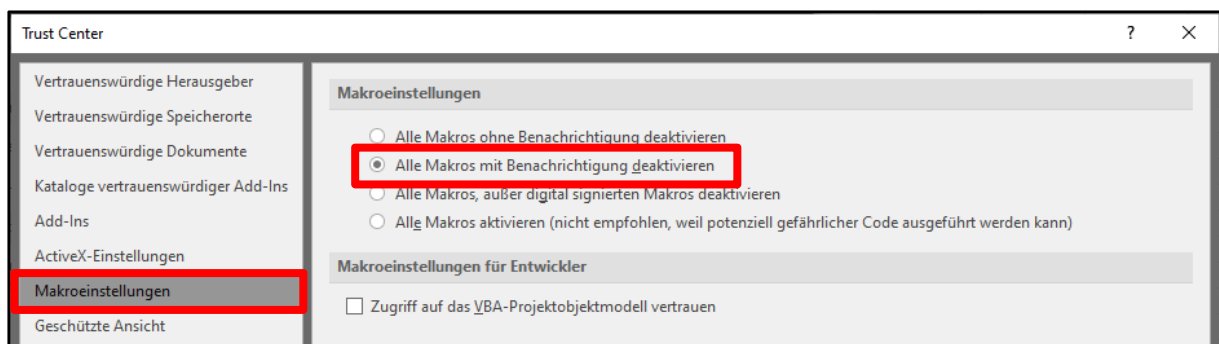 Trust Center ? ×
Vertrauenswürdige Herausgeber
Vertrauenswürdige Speicherorte
Vertrauenswürdige Dokumente
Kataloge vertrauenswürdiger Add-Ins
Add-Ins
ActiveX-Einstellungen
Makroeinstellungen
Geschützte Ansicht
Makroeinstellungen
Alle Makros ohne Benachrichtigung deaktivieren
Alle Makros mit Benachrichtigung deaktivieren
Alle Makros, außer digital signierten Makros deaktivieren
Alle Makros aktivieren (nicht empfohlen, weil potenziell gefährlicher Code ausgeführt werden kann)
Makroeinstellungen für Entwickler
Zugriff auf das VBA-Projektobjektmodell vertrauen